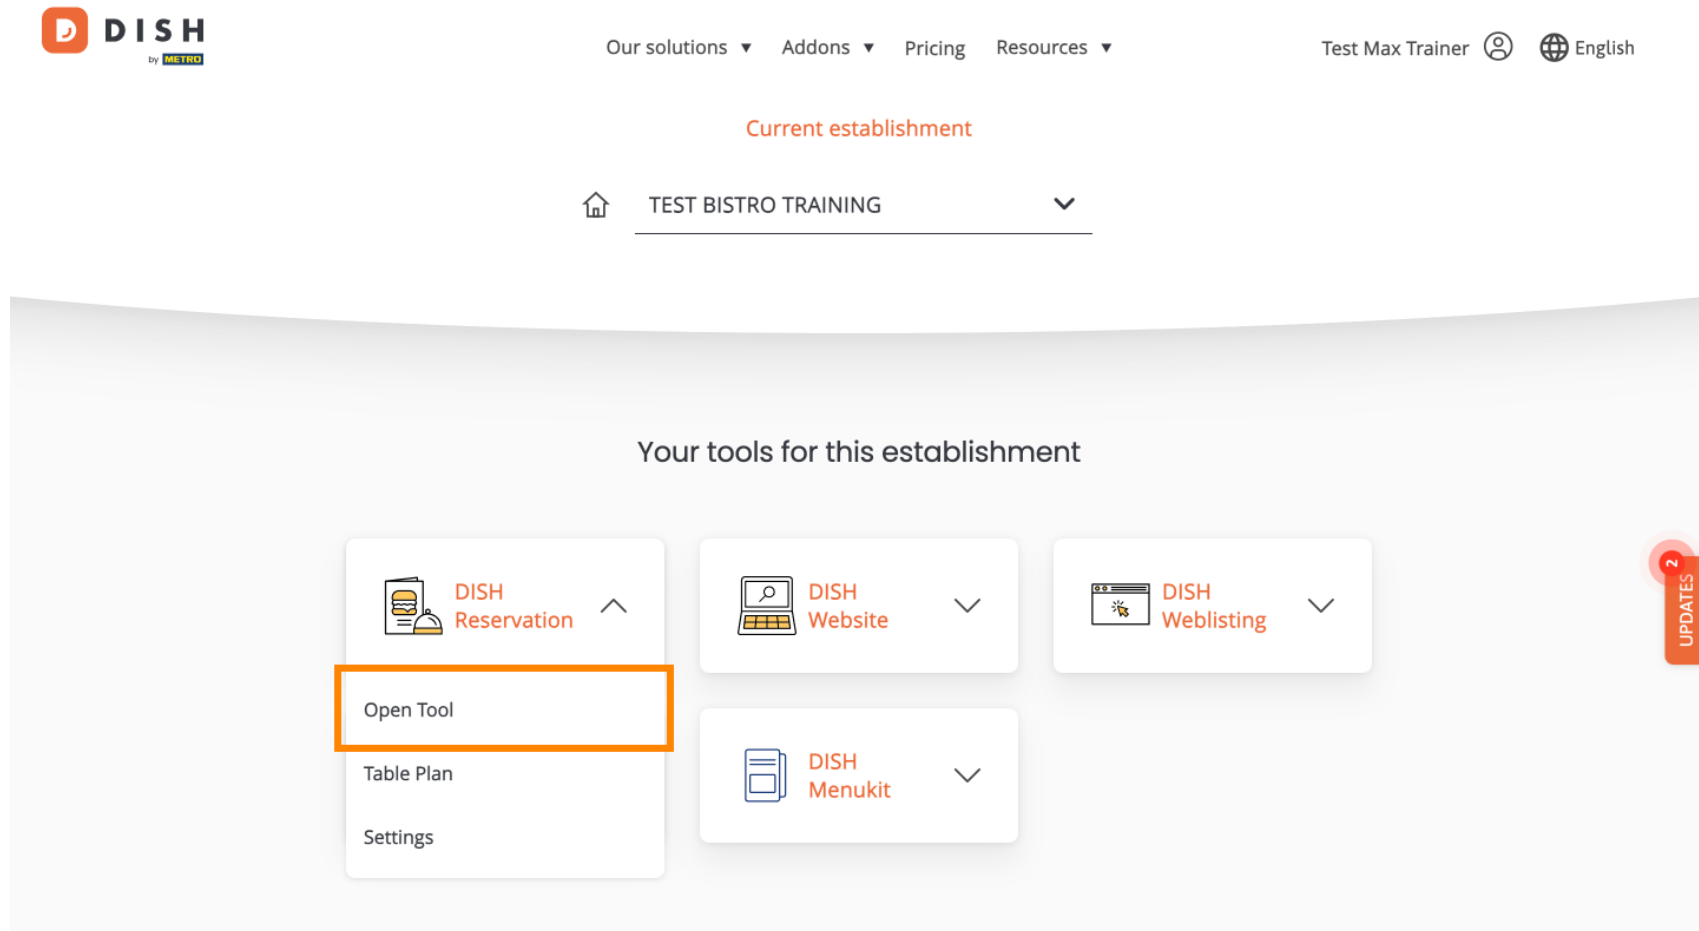 DISH
by METRO
Our solutions ▼ Addons ▼ Pricing Resources ▼ Test Max Trainer English
Current establishment
TEST BISTRO TRAINING
Your tools for this establishment
DISH
Reservation
DISH
Website
DISH
Weblisting
2
UPDATES
Open Tool
Table Plan
Settings
DISH
Menukit